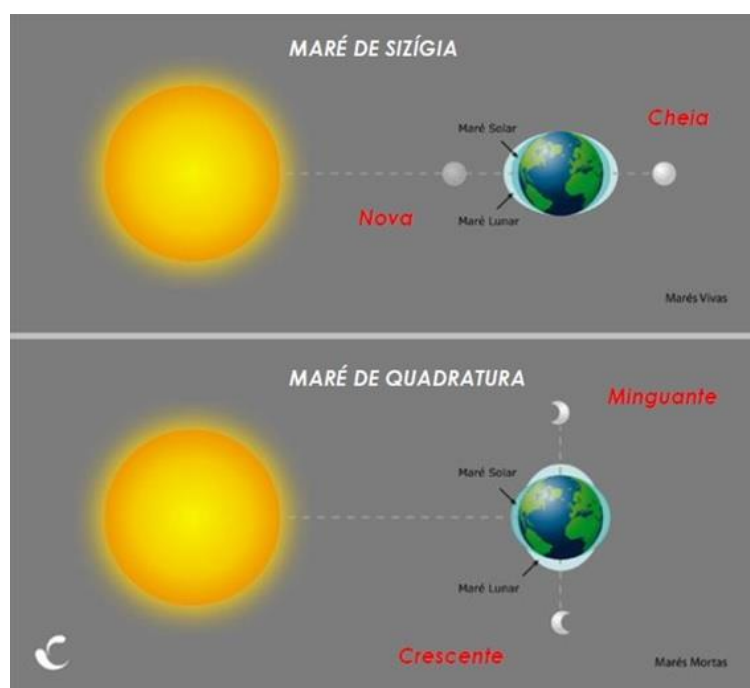 MARÉ DE SIZÍGIA
Cheia
Maré Solar
Nova
Maré Lunar
Marés Vivas
MARÉ DE QUADRATURA
Minguante
Maré Solar
Maré Lunar
Crescente
Marés Mortas